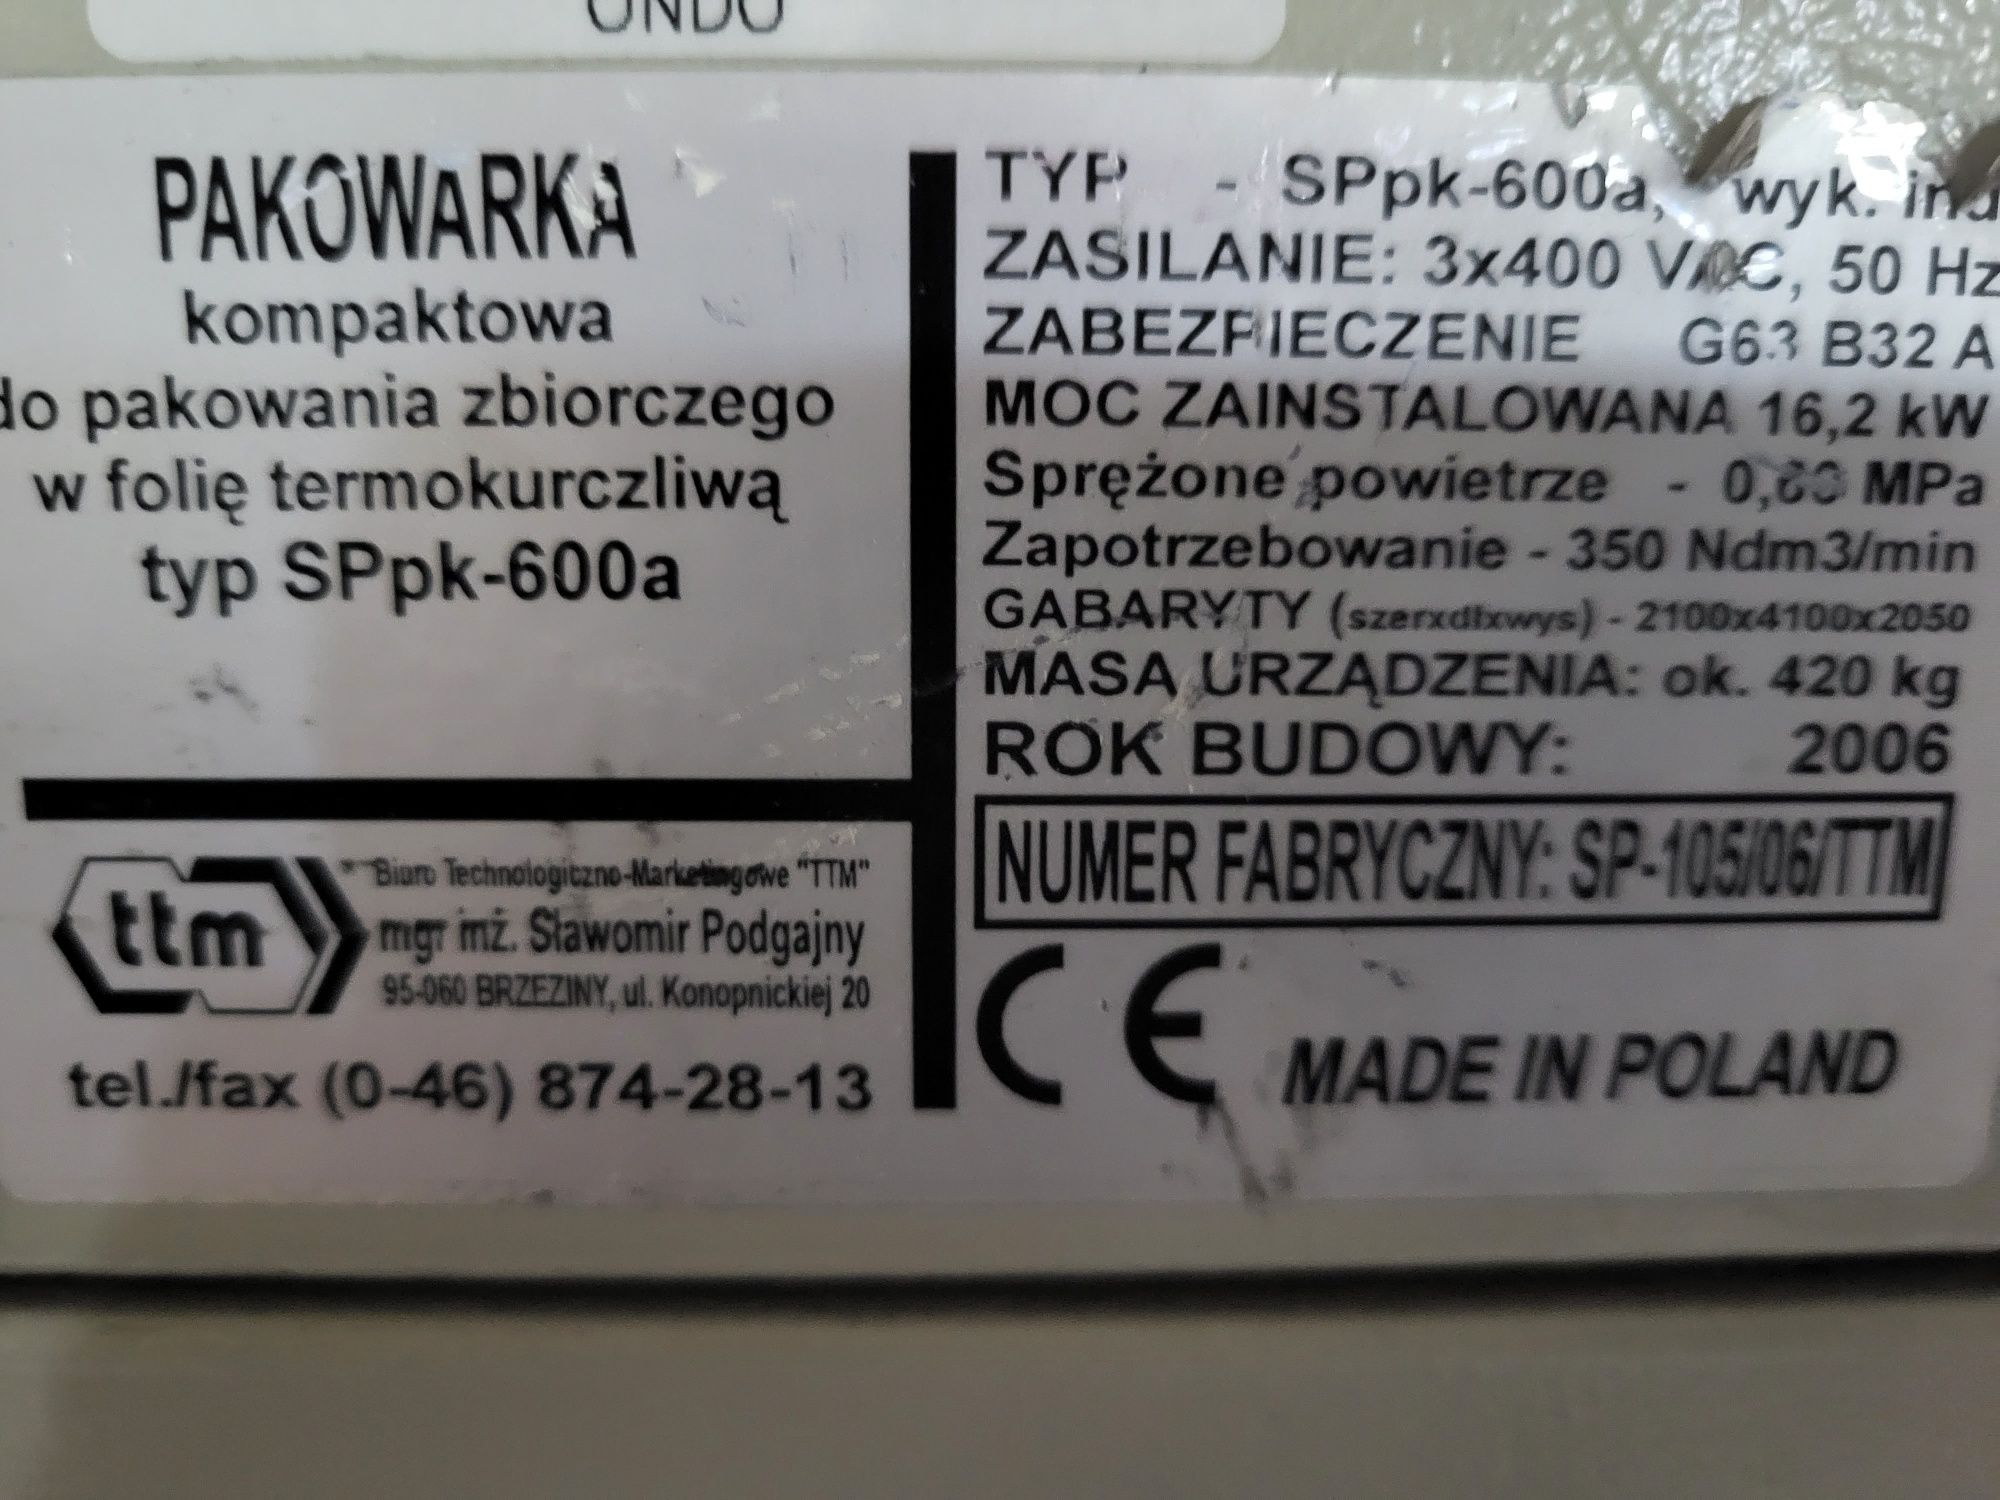 ONDO
PAKOWARKA
kompaktowa
do pakowania zbiorczego
w folię termokurczliwą
typ SPpk-600a
ttm
Biuro Technologiczno-Marketingowe "TTM"
mgr inż. Sławomir Podgajny
95-060 BRZEZINY, ul. Konopnickiej 20
tel./fax (0-46) 874-28-13
TYP - SPpk-600a, wyk. ind
ZASILANIE: 3x400 VAC, 50 Hz
ZABEZPIECZENIE G63 B32 A
MOC ZAINSTALOWANA 16,2 kW
Sprężone powietrze - MPa
Zapotrzebowanie - 350 Ndm3/min
GABARYTY (szerxdłxwys) - 2100x4100x2050
MASA URZĄDZENIA: ok. 420 kg
ROK BUDOWY: 2006
NUMER FABRYCZNY: SP-105/06/TTM
CE MADE IN POLAND